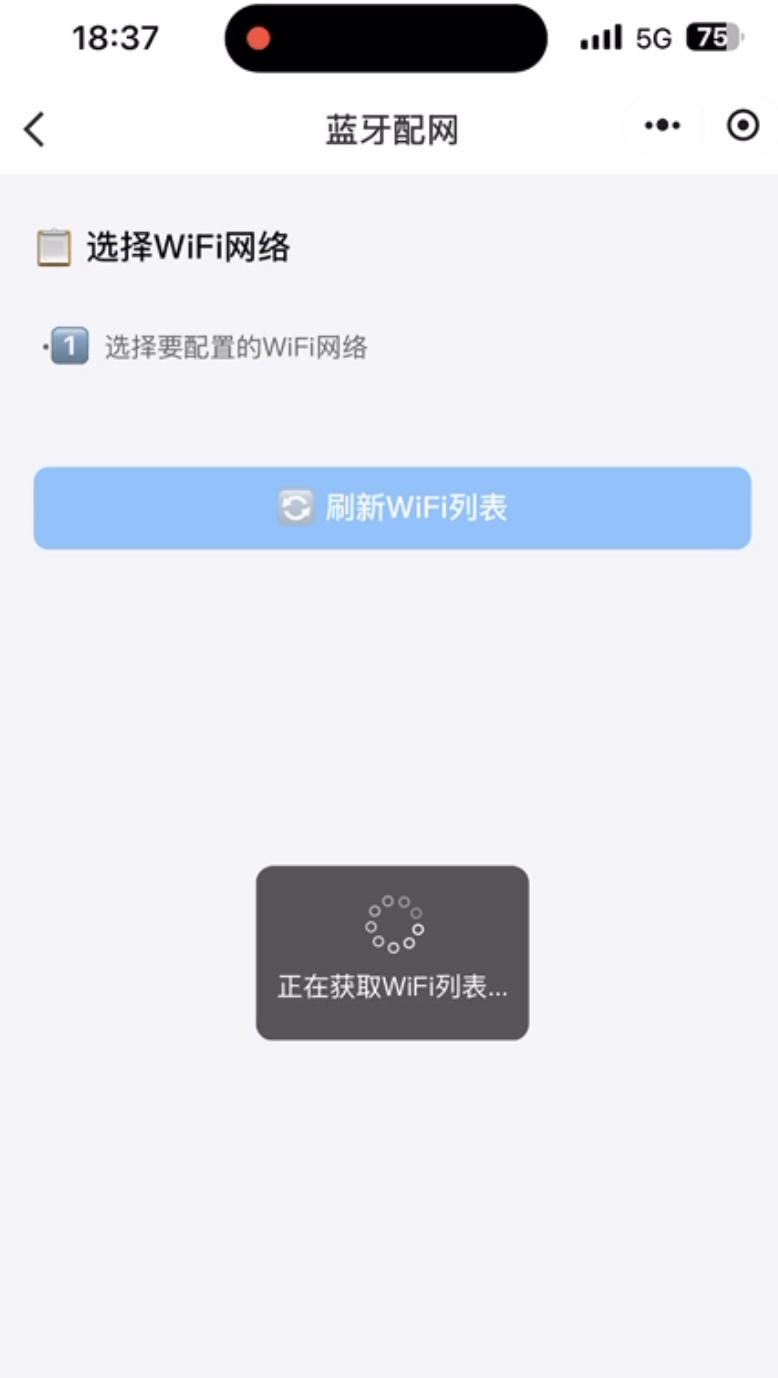 18:37 5G 75
蓝牙配网
📋 选择WiFi网络
·1️⃣ 选择要配置的WiFi网络
🔄 刷新WiFi列表
正在获取WiFi列表...